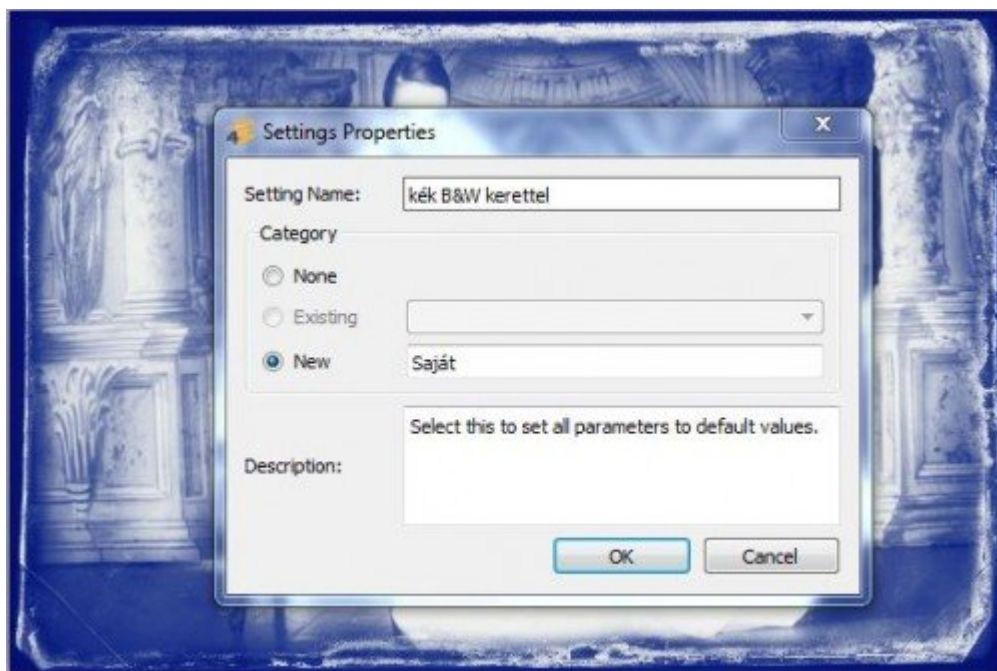 Settings Properties
Setting Name: kék B&W kerettel
Category
None
Existing
New Saját
Description: Select this to set all parameters to default values.
OK Cancel